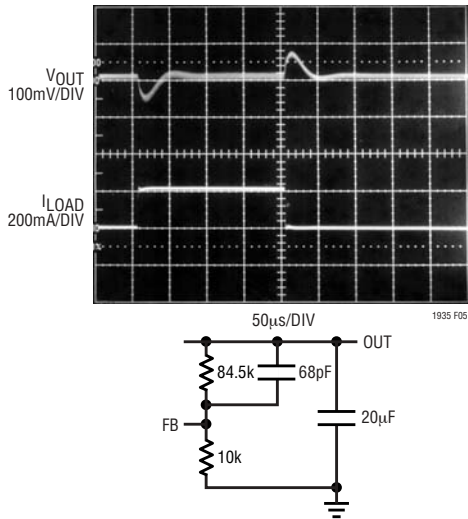 VOUT
100mV/DIV
ILOAD
200mA/DIV
50µs/DIV
1935 F05
OUT
84.5k
68pF
FB
20µF
10k